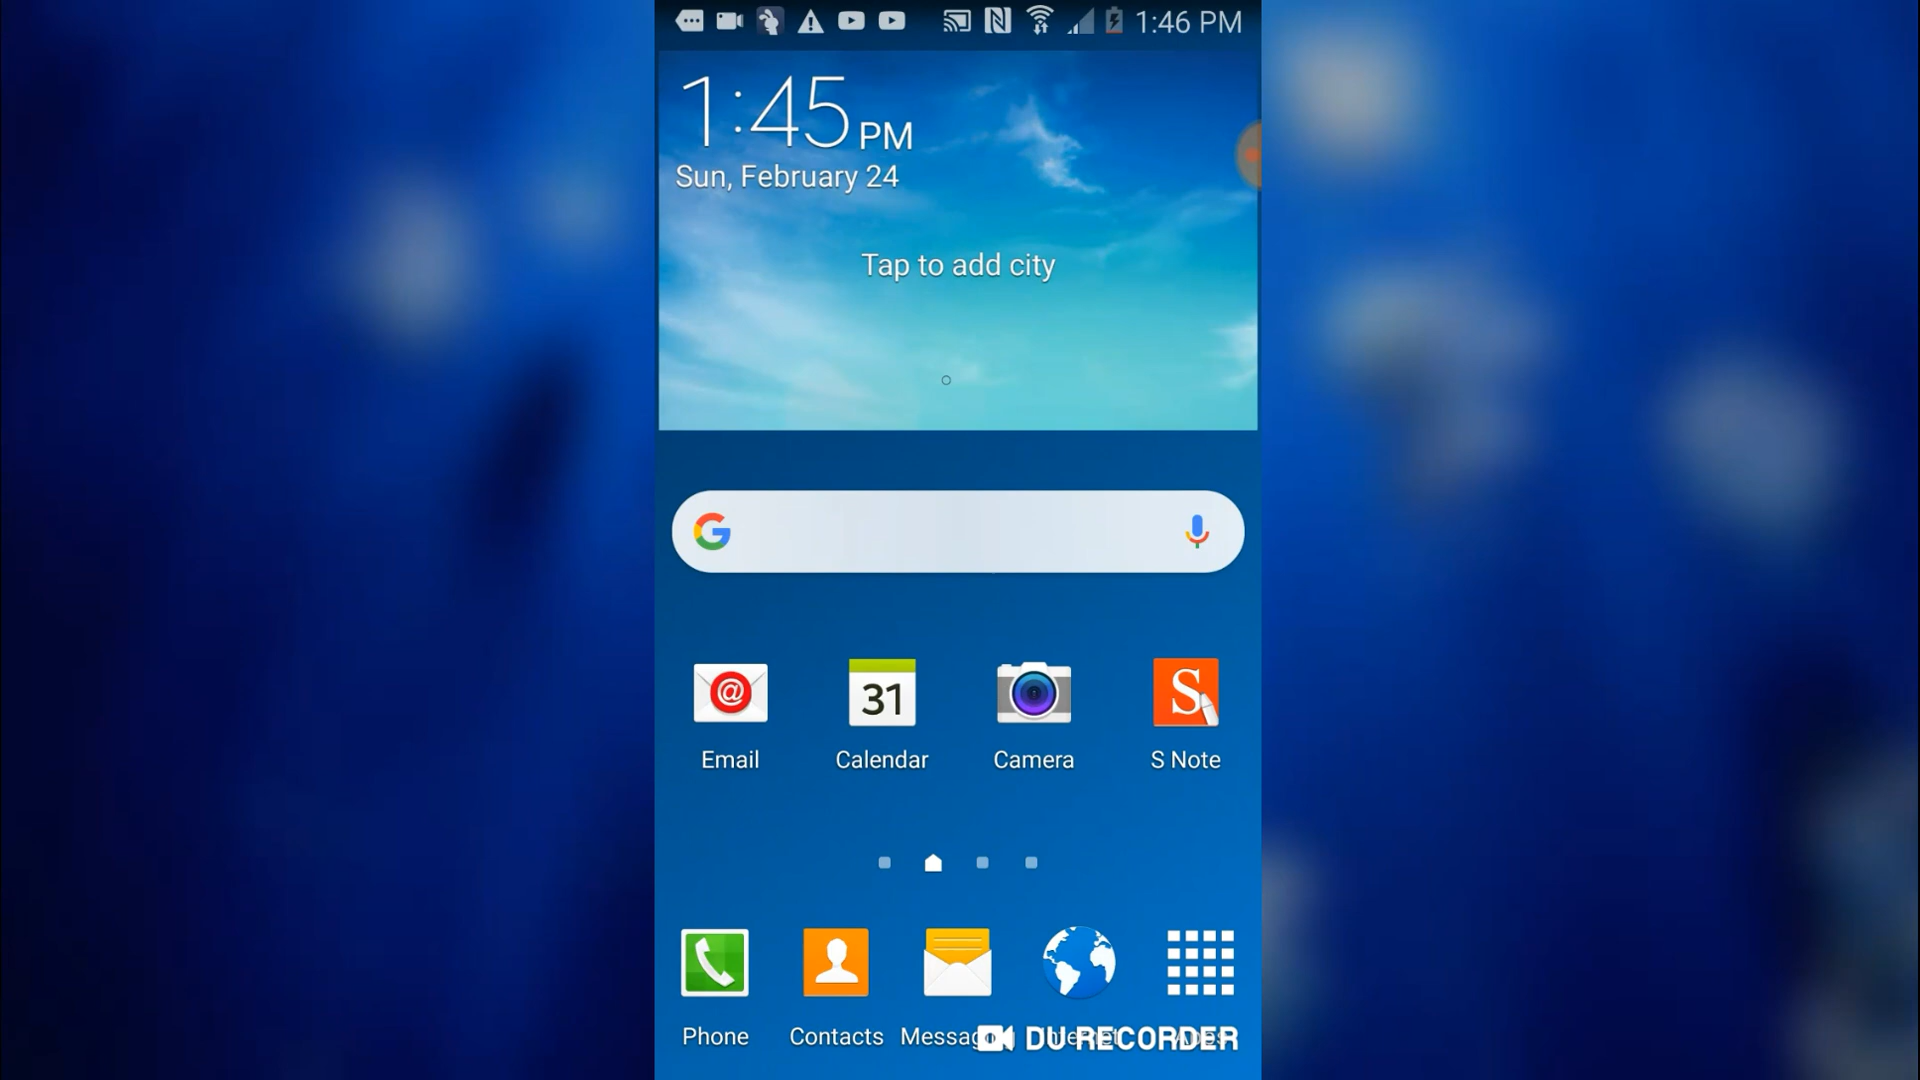 1:46 PM
1:45 PM
Sun, February 24
Tap to add city
G
@
31
S
Email
Calendar
Camera
S Note
Phone
Contacts
DU RECORDER